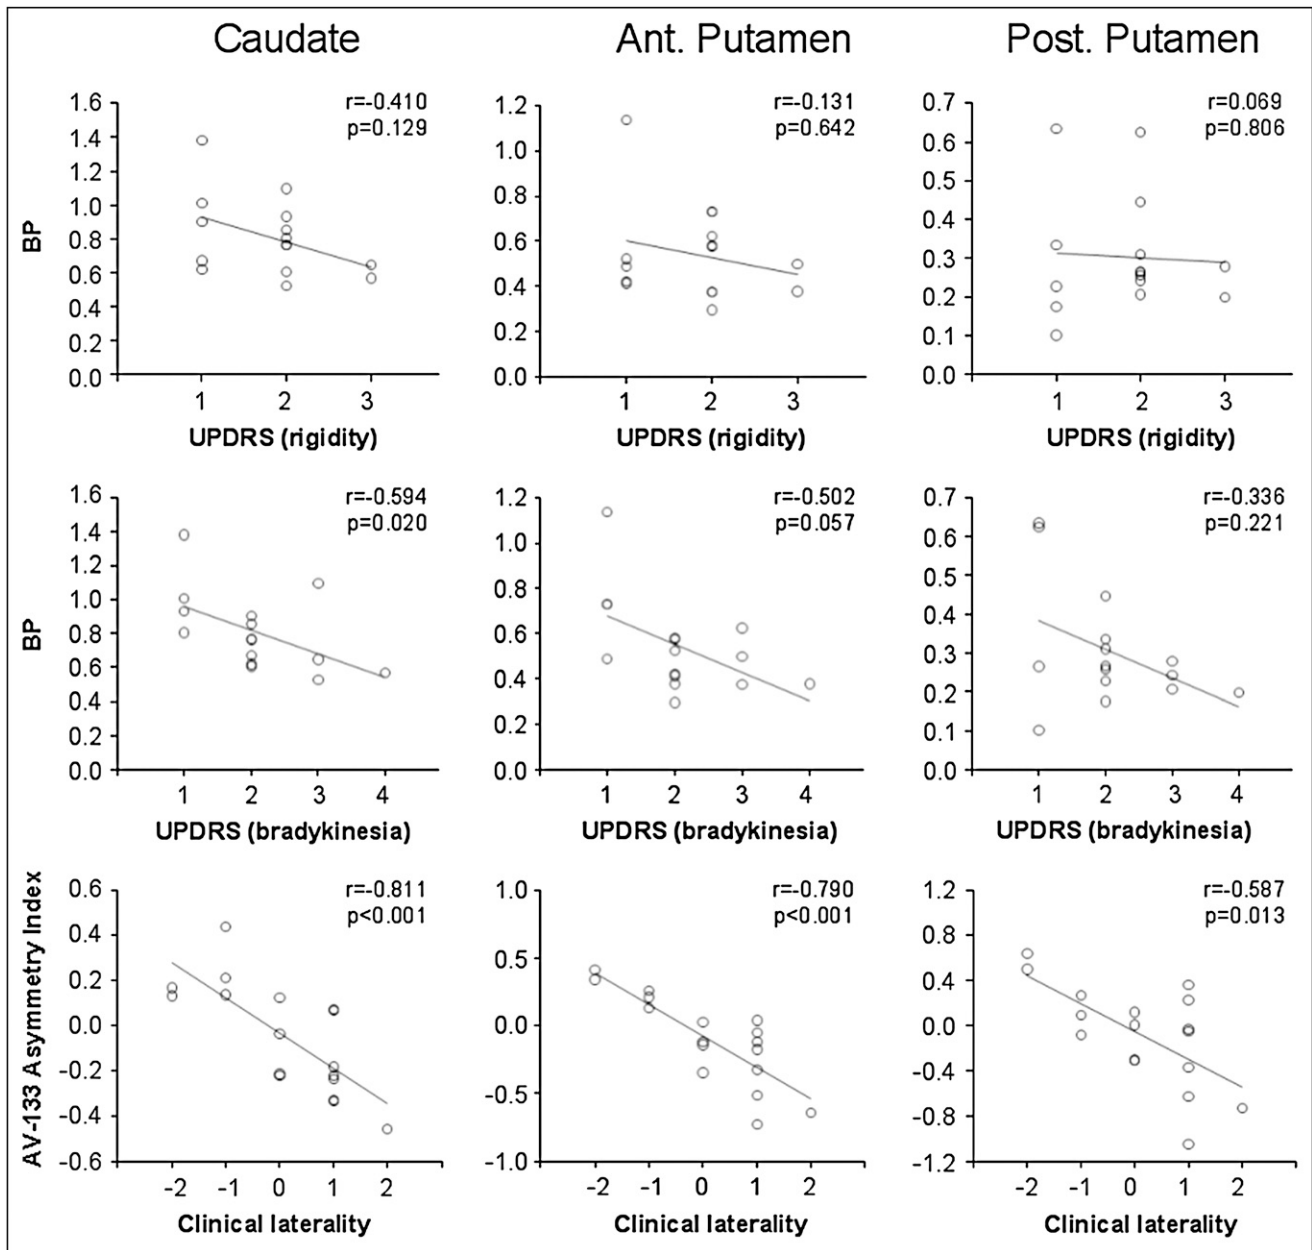 Caudate
Ant. Putamen
Post. Putamen
BP
1.6
1.4
1.2
1.0
0.8
0.6
0.4
0.2
0.0
r=-0.410
p=0.129
1 2 3
UPDRS (rigidity)
1.2
1.0
0.8
0.6
0.4
0.2
0.0
r=-0.131
p=0.642
1 2 3
UPDRS (rigidity)
0.7
0.6
0.5
0.4
0.3
0.2
0.1
0.0
r=0.069
p=0.806
1 2 3
UPDRS (rigidity)
BP
1.6
1.4
1.2
1.0
0.8
0.6
0.4
0.2
0.0
r=-0.594
p=0.020
1 2 3 4
UPDRS (bradykinesia)
1.2
1.0
0.8
0.6
0.4
0.2
0.0
r=-0.502
p=0.057
1 2 3 4
UPDRS (bradykinesia)
0.7
0.6
0.5
0.4
0.3
0.2
0.1
0.0
r=-0.336
p=0.221
1 2 3 4
UPDRS (bradykinesia)
AV-133 Asymmetry Index
0.6
0.4
0.2
0.0
-0.2
-0.4
-0.6
r=-0.811
p<0.001
-2 -1 0 1 2
Clinical laterality
1.0
0.5
0.0
-0.5
-1.0
r=-0.790
p<0.001
-2 -1 0 1 2
Clinical laterality
1.2
0.8
0.4
0.0
-0.4
-0.8
-1.2
r=-0.587
p=0.013
-2 -1 0 1 2
Clinical laterality